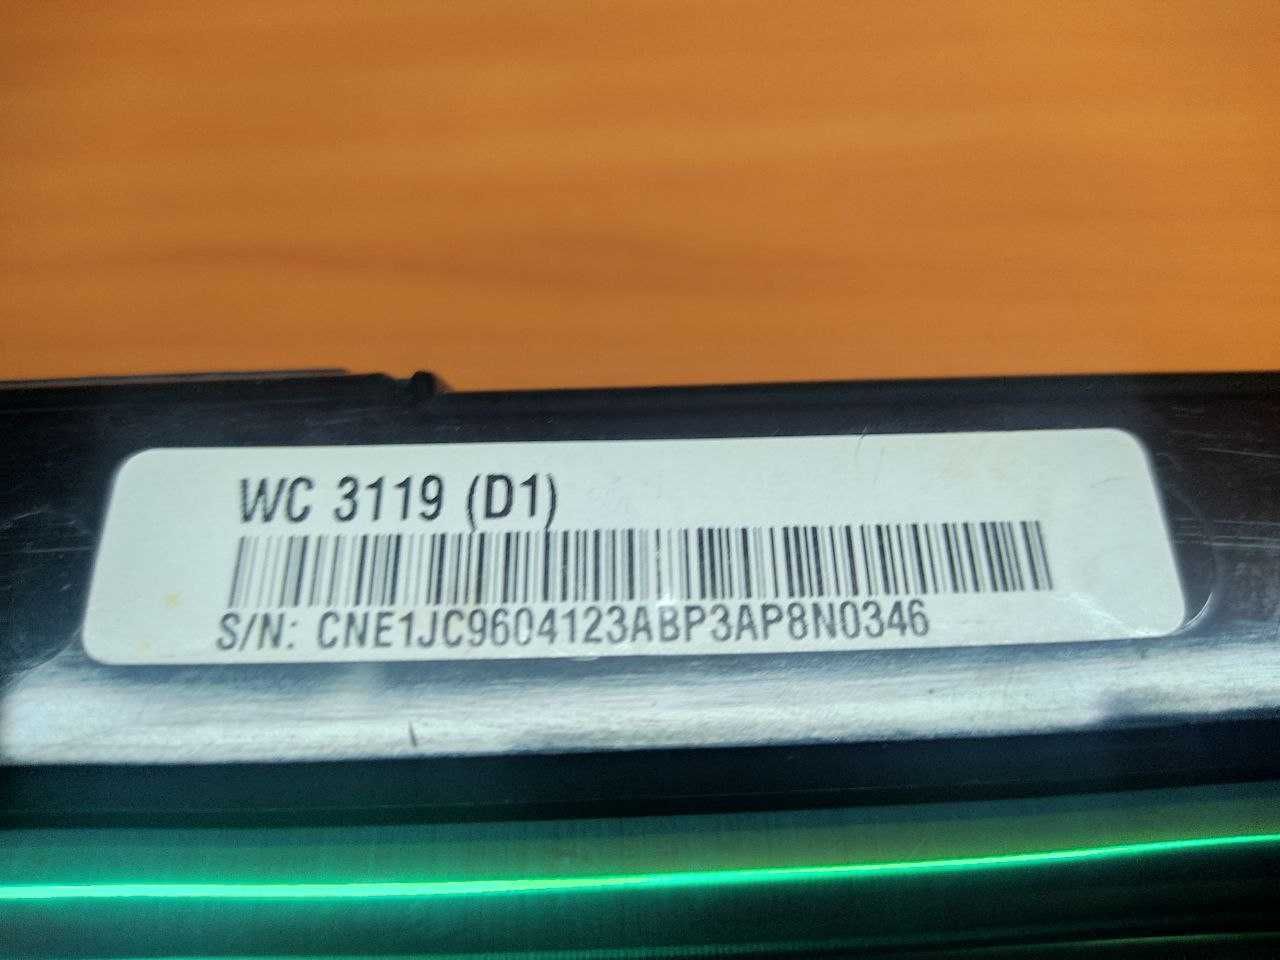 WC 3119 (D1)
S/N: CNE1JC9604123ABP3AP8N0346